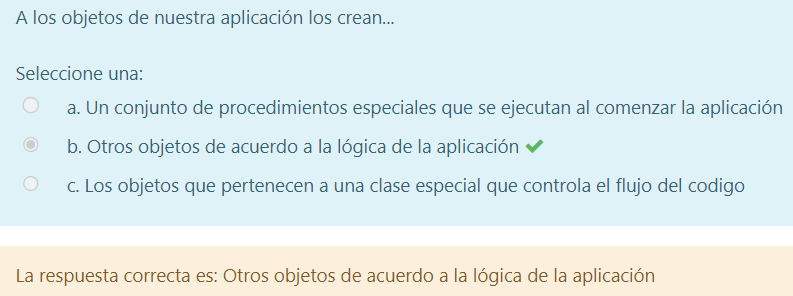 A los objetos de nuestra aplicación los crean...
Seleccione una:
a. Un conjunto de procedimientos especiales que se ejecutan al comenzar la aplicación
b. Otros objetos de acuerdo a la lógica de la aplicación
c. Los objetos que pertenecen a una clase especial que controla el flujo del codigo
La respuesta correcta es: Otros objetos de acuerdo a la lógica de la aplicación